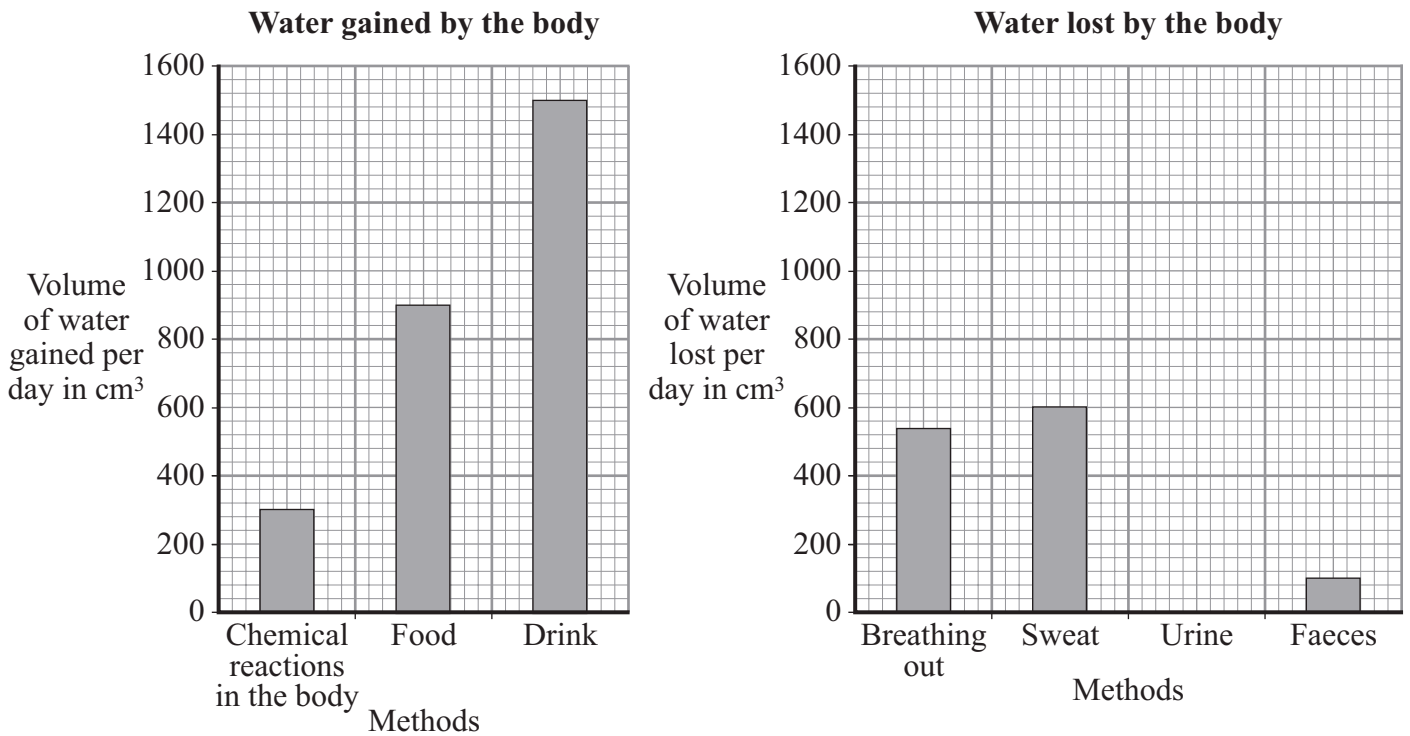 Water gained by the body
1600
1400
1200
1000
800
600
400
200
0
Volume
of water
gained per
day in cm³
Chemical
reactions
in the body
Food
Drink
Methods
Water lost by the body
1600
1400
1200
1000
800
600
400
200
0
Volume
of water
lost per
day in cm³
Breathing
out
Sweat
Urine
Faeces
Methods